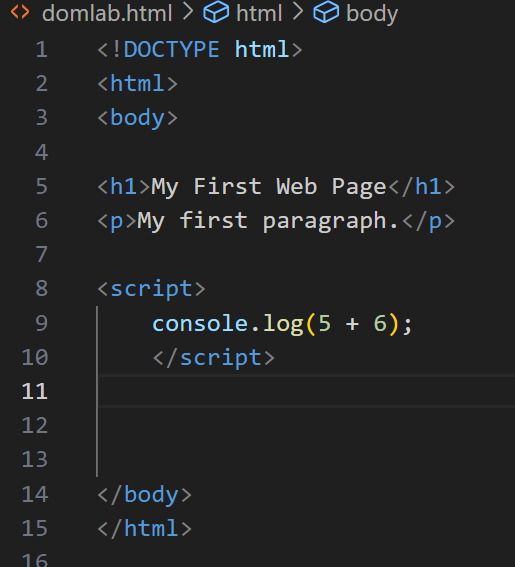 <> domlab.html > html > body
1 <!DOCTYPE html>
2 <html>
3 <body>
4
5 <h1>My First Web Page</h1>
6 <p>My first paragraph.</p>
7
8 <script>
9     console.log(5 + 6);
10     </script>
11
12
13
14 </body>
15 </html>
16